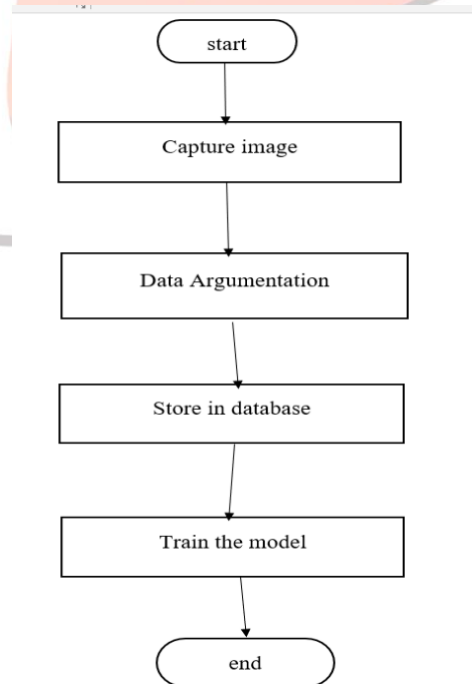 start
Capture image
Data Argumentation
Store in database
Train the model
end